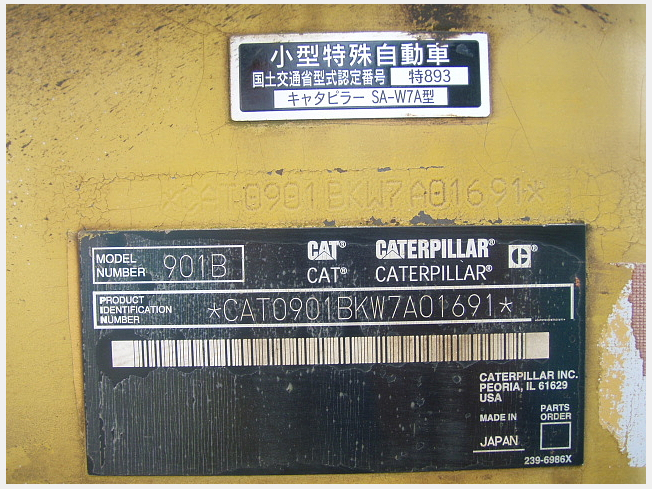 小型特殊自動車
国土交通省型式認定番号 特893
キャタピラー SA-W7A型
*CAT0901BKW7A01691*
MODEL NUMBER 901B
CAT® CATERPILLAR®
CAT® CATERPILLAR®
PRODUCT IDENTIFICATION NUMBER *CAT0901BKW7A01691*
CATERPILLAR INC.
PEORIA, IL 61629
USA
MADE IN PARTS ORDER
JAPAN
239-6986X